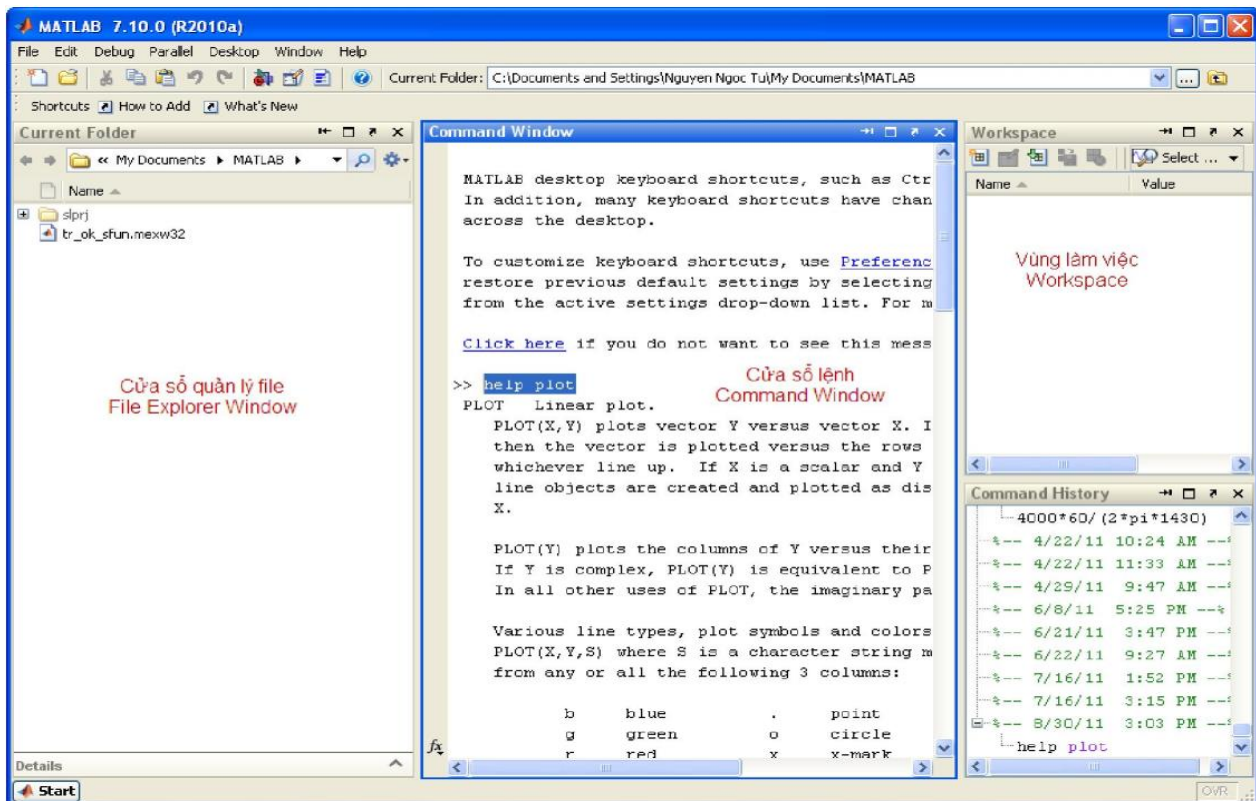 MATLAB 7.10.0 (R2010a)
File Edit Debug Parallel Desktop Window Help
Current Folder: C:\Documents and Settings\Nguyen Ngoc Tu\My Documents\MATLAB
Shortcuts How to Add What's New
Current Folder
« My Documents MATLAB
Name
slprj
tr_ok_sfun.mexw32
Cửa sổ quản lý file
File Explorer Window
Details
Command Window
MATLAB desktop keyboard shortcuts, such as Ctr
In addition, many keyboard shortcuts have chan
across the desktop.
To customize keyboard shortcuts, use Preferenc
restore previous default settings by selecting
from the active settings drop-down list. For m
Click here if you do not want to see this mess
>> help plot
Cửa sổ lệnh
Command Window
PLOT Linear plot.
PLOT(X,Y) plots vector Y versus vector X. I
then the vector is plotted versus the rows
whichever line up. If X is a scalar and Y
line objects are created and plotted as dis
X.
PLOT(Y) plots the columns of Y versus their
If Y is complex, PLOT(Y) is equivalent to P
In all other uses of PLOT, the imaginary pa
Various line types, plot symbols and colors
PLOT(X,Y,S) where S is a character string m
from any or all the following 3 columns:
b blue . point
g green o circle
r red x x-mark
fx
Workspace
Select ...
Name Value
Vùng làm việc
Workspace
Command History
4000*60/(2*pi*1430)
%-- 4/22/11 10:24 AM --%
%-- 4/22/11 11:33 AM --%
%-- 4/29/11 9:47 AM --%
%-- 6/8/11 5:25 PM --%
%-- 6/21/11 3:47 PM --%
%-- 6/22/11 9:27 AM --%
%-- 7/16/11 1:52 PM --%
%-- 7/16/11 3:15 PM --%
%-- 8/30/11 3:03 PM --%
help plot
Start
OVR